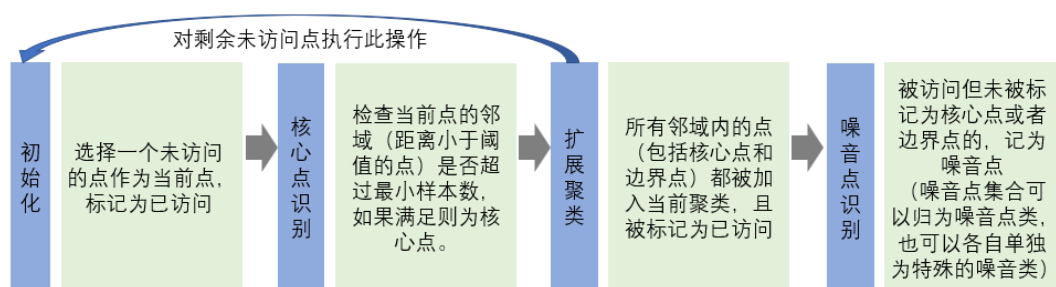 对剩余未访问点执行此操作
初始化
选择一个未访问
的点作为当前点，
标记为已访问
核心点识别
检查当前点的邻
域（距离小于阈
值的点）是否超
过最小样本数，
如果满足则为核
心点。
扩展聚类
所有邻域内的点
（包括核心点和
边界点）都被加
入当前聚类，且
被标记为已访问
噪音点识别
被访问但未被标
记为核心点或者
边界点的，记为
噪音点
（噪音点集合可
以归为噪音点类，
也可以各自单独
为特殊的噪音类）